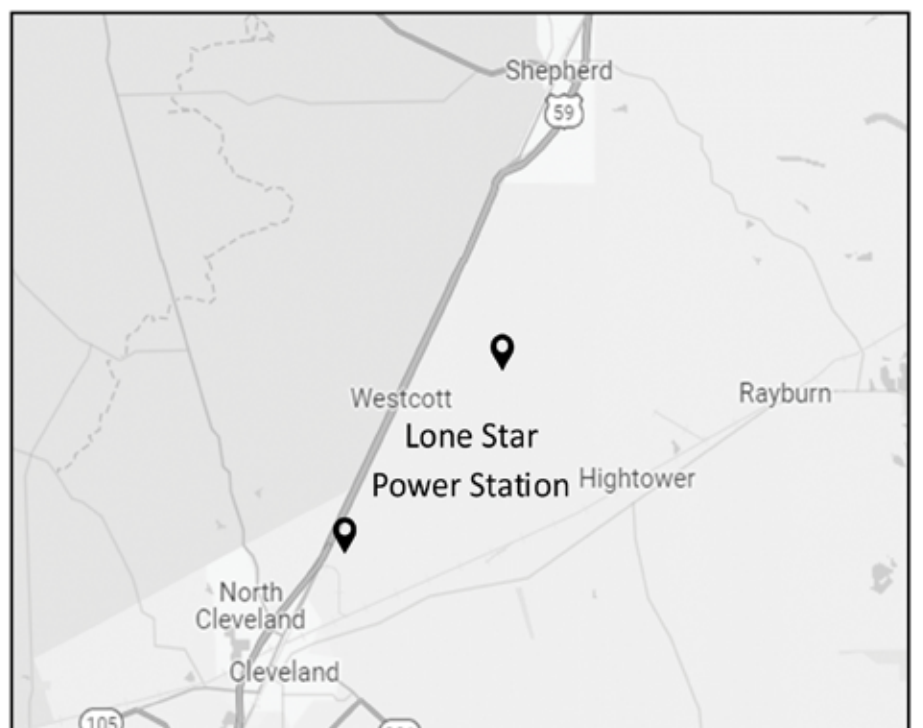 Shepherd
59
Westcott
Rayburn
Lone Star
Power Station
Hightower
North
Cleveland
Cleveland
105